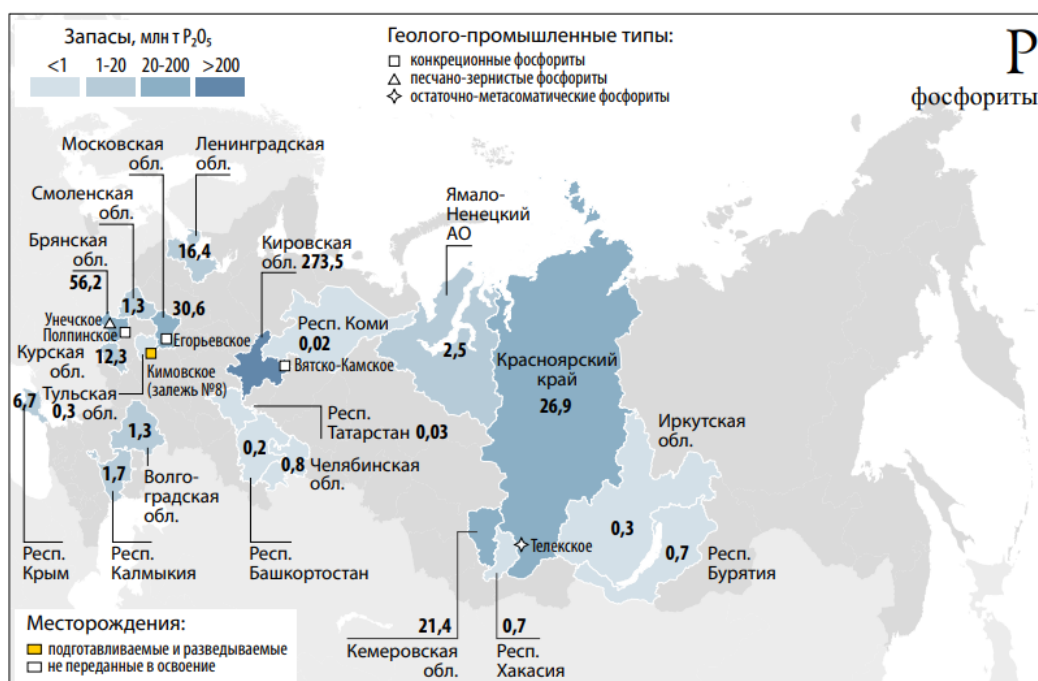 Запасы, млн т P₂O₅
<1 1-20 20-200 >200
Геолого-промышленные типы:
конкреционные фосфориты
песчано-зернистые фосфориты
остаточно-метасоматические фосфориты
P
фосфориты
Московская
обл.
Ленинградская
обл.
Смоленская
обл.
Брянская
обл.
56,2
16,4
Кировская
обл. 273,5
Ямало-
Ненецкий
АО
1,3
30,6
Унечское
Полпинское
Егорьевское
Респ. Коми
0,02
2,5
Красноярский
край
26,9
Курская
обл.
12,3
Кимовское
(залежь №8)
Вятско-Камское
Тульская
обл.
0,3
6,7
Респ.
Татарстан 0,03
Иркутская
обл.
1,3
0,2
0,8
Челябинская
обл.
1,7
Волго-
градская
обл.
0,3
Телекское
0,7
Респ.
Бурятия
Респ.
Крым
Респ.
Калмыкия
Респ.
Башкортостан
21,4
Кемеровская
обл.
0,7
Респ.
Хакасия
Месторождения:
подготавливаемые и разведываемые
не переданные в освоение